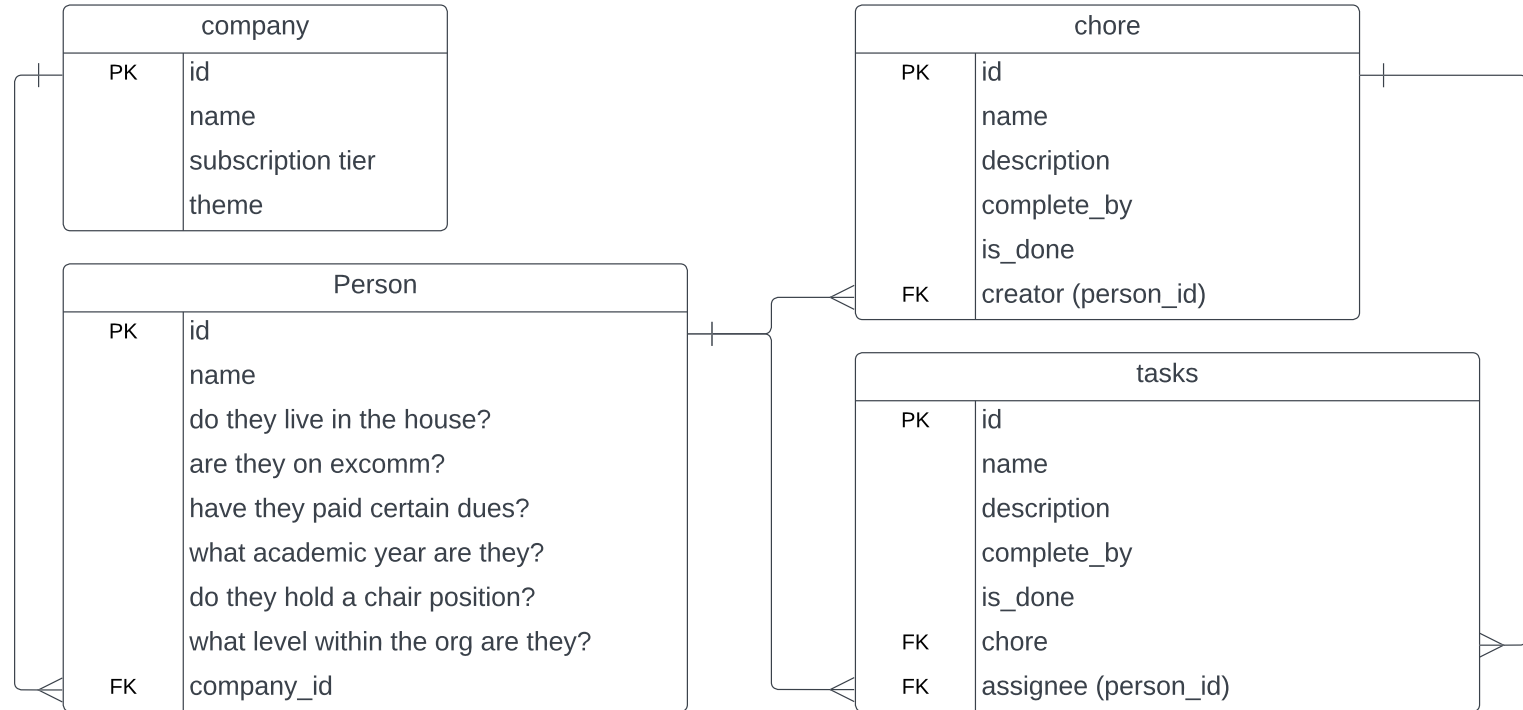 company
PK id
name
subscription tier
theme
Person
PK id
name
do they live in the house?
are they on excomm?
have they paid certain dues?
what academic year are they?
do they hold a chair position?
what level within the org are they?
FK company_id
chore
PK id
name
description
complete_by
is_done
FK creator (person_id)
tasks
PK id
name
description
complete_by
is_done
FK chore
FK assignee (person_id)